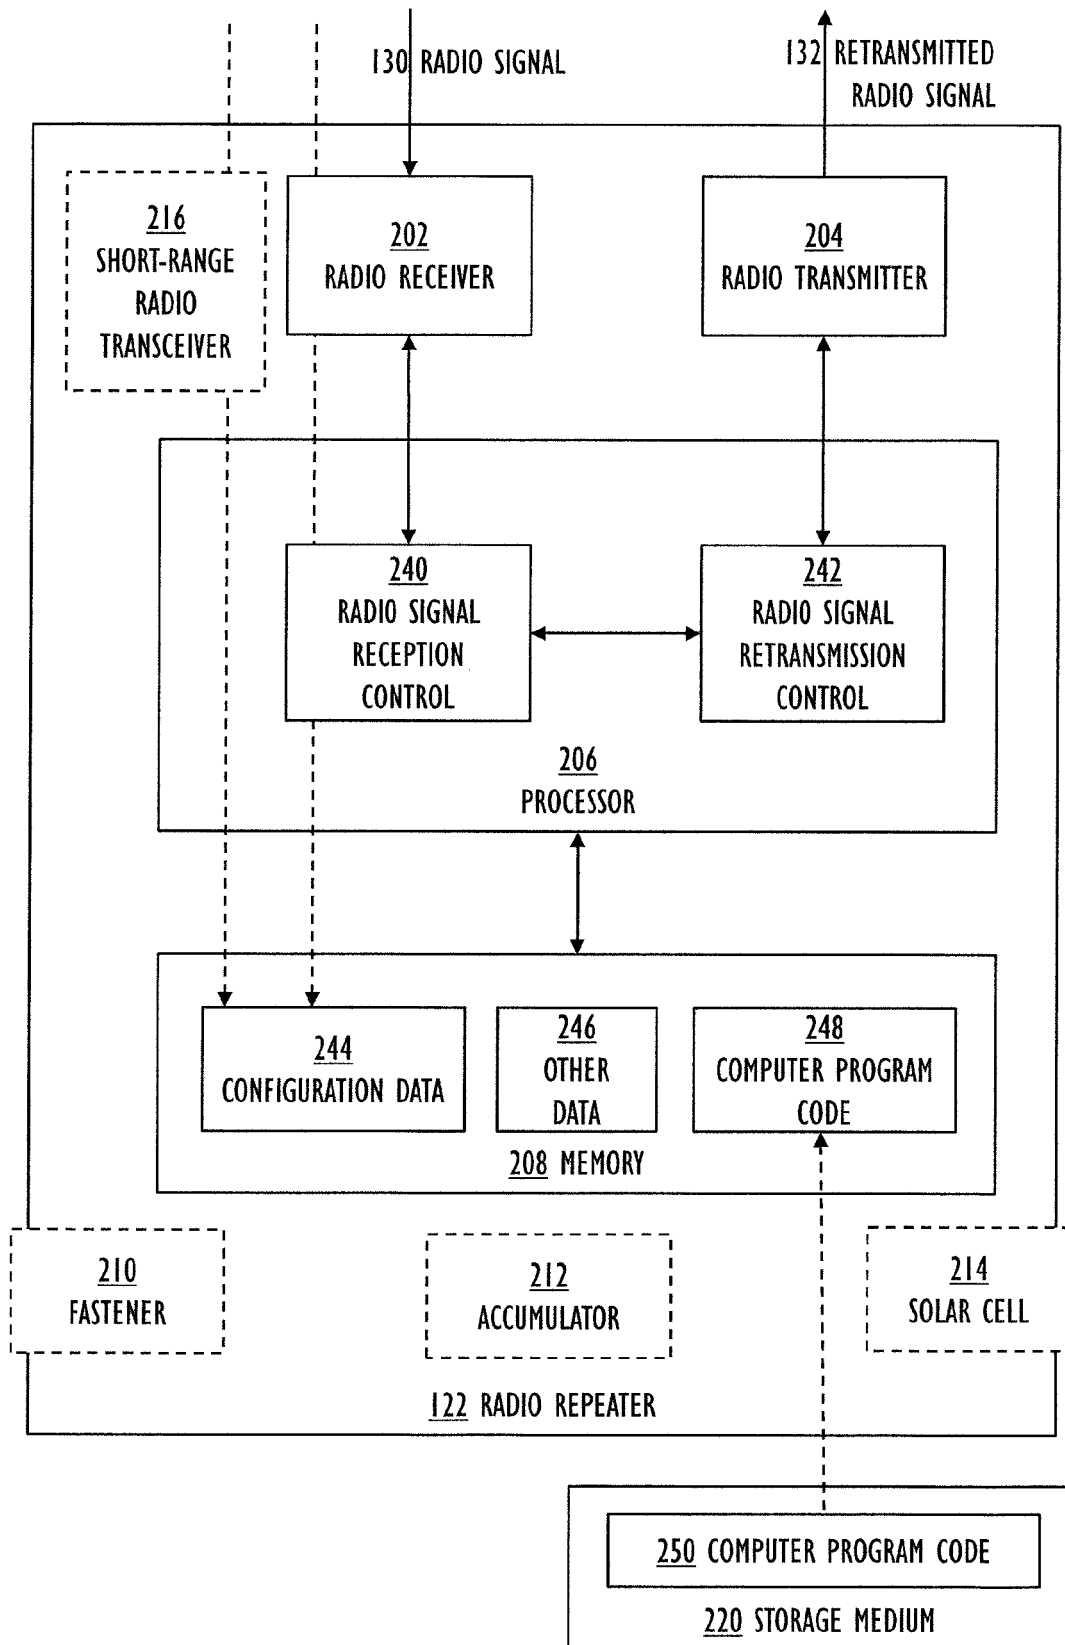 130 RADIO SIGNAL
132 RETRANSMITTED
RADIO SIGNAL
216
SHORT-RANGE
RADIO
TRANSCEIVER
202
RADIO RECEIVER
204
RADIO TRANSMITTER
240
RADIO SIGNAL
RECEPTION
CONTROL
242
RADIO SIGNAL
RETRANSMISSION
CONTROL
206
PROCESSOR
244
CONFIGURATION DATA
246
OTHER
DATA
248
COMPUTER PROGRAM
CODE
208 MEMORY
210
FASTENER
212
ACCUMULATOR
214
SOLAR CELL
122 RADIO REPEATER
250 COMPUTER PROGRAM CODE
220 STORAGE MEDIUM